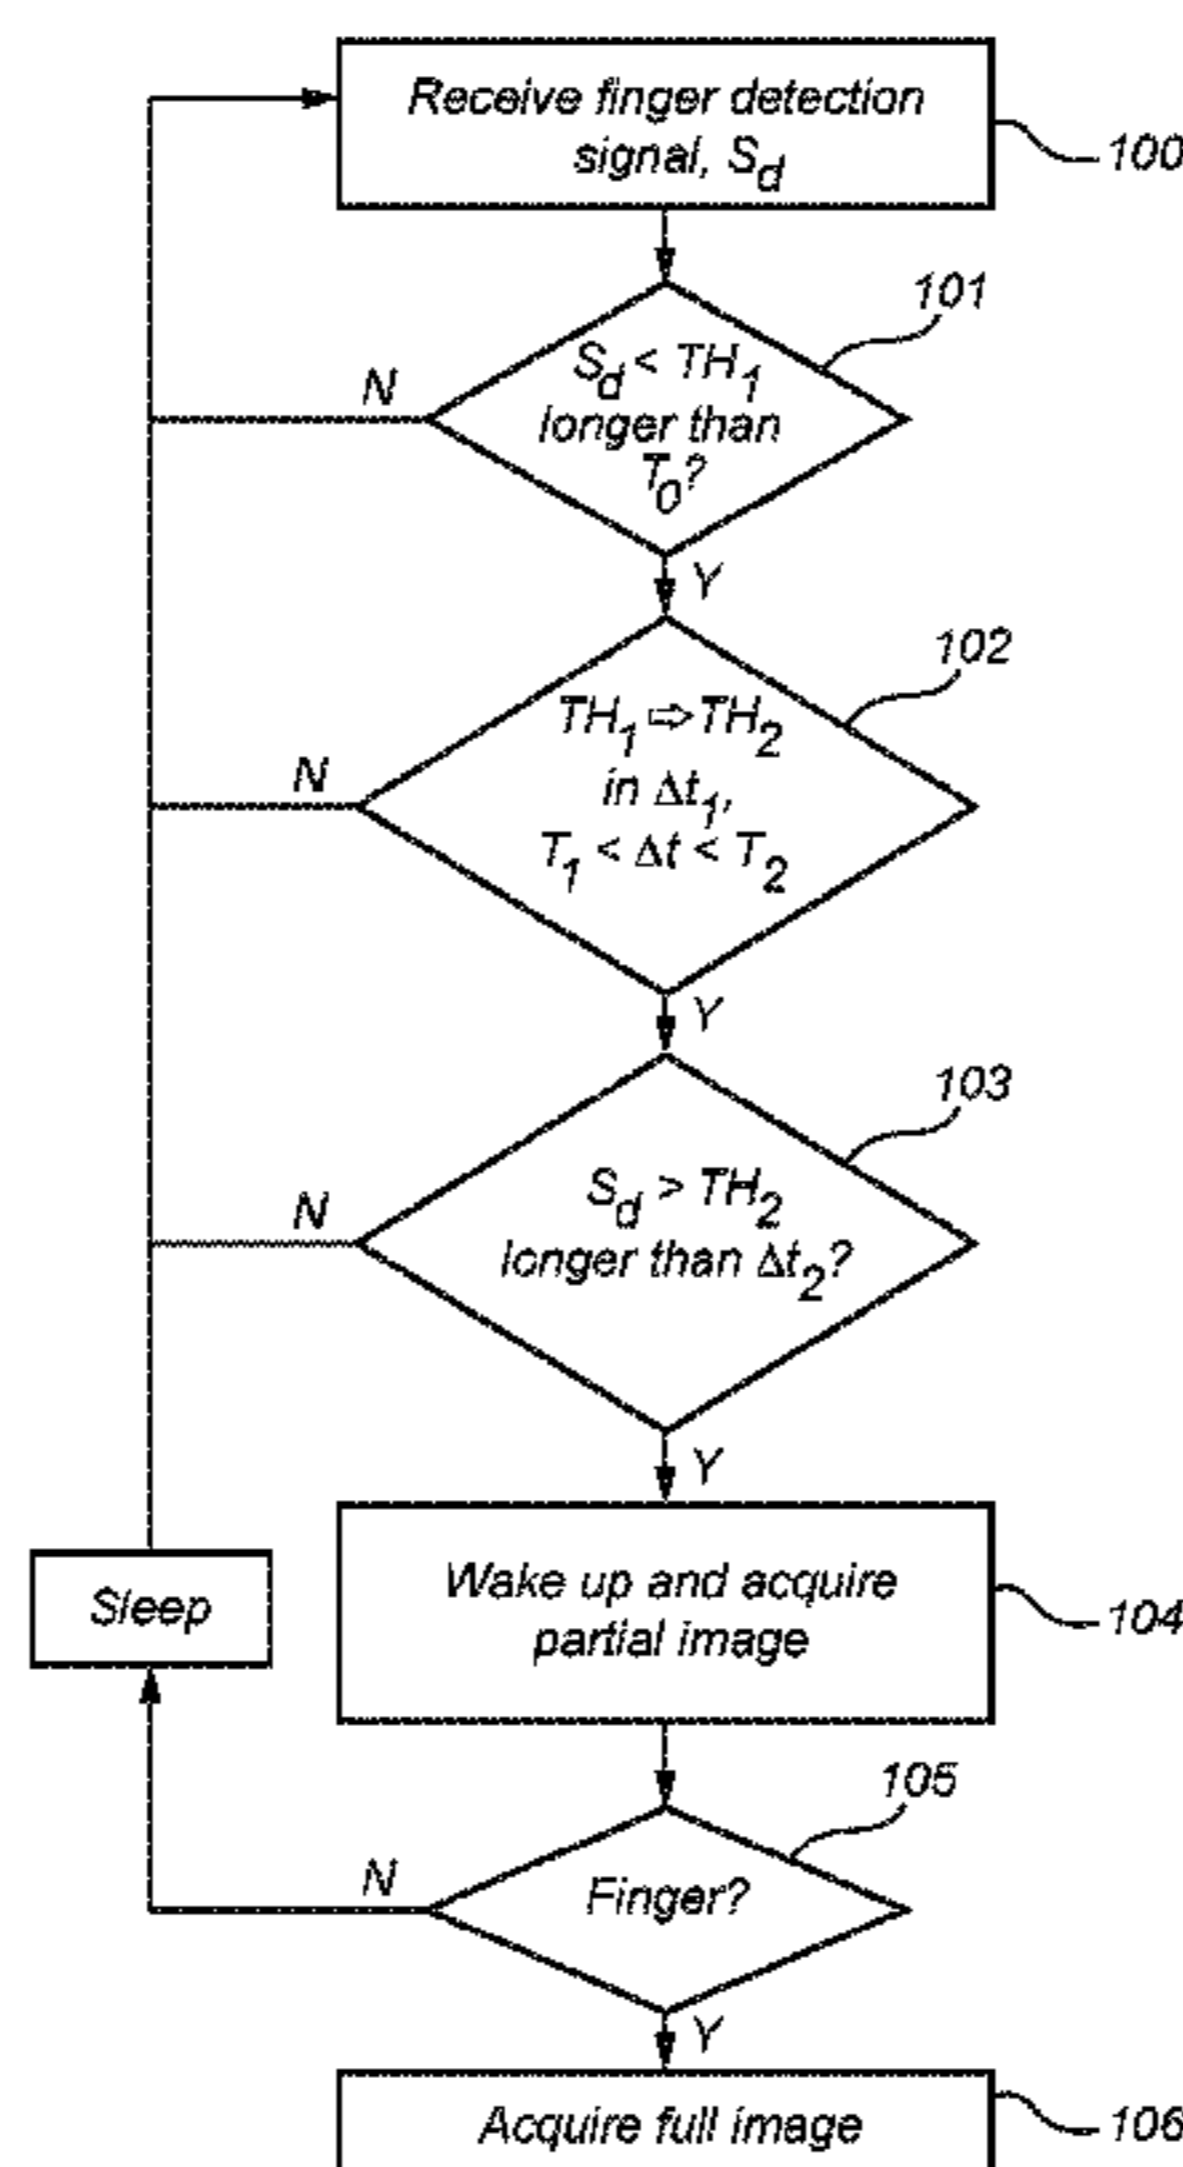 Receive finger detection
signal, Sd
100
101
Sd < TH1
longer than
T0?
N
Y
102
TH1 ⇨ TH2
in Δt1,
T1 < Δt < T2
N
Y
103
Sd > TH2
longer than Δt2?
N
Y
Wake up and acquire
partial image
104
Sleep
105
Finger?
N
Y
Acquire full image
106